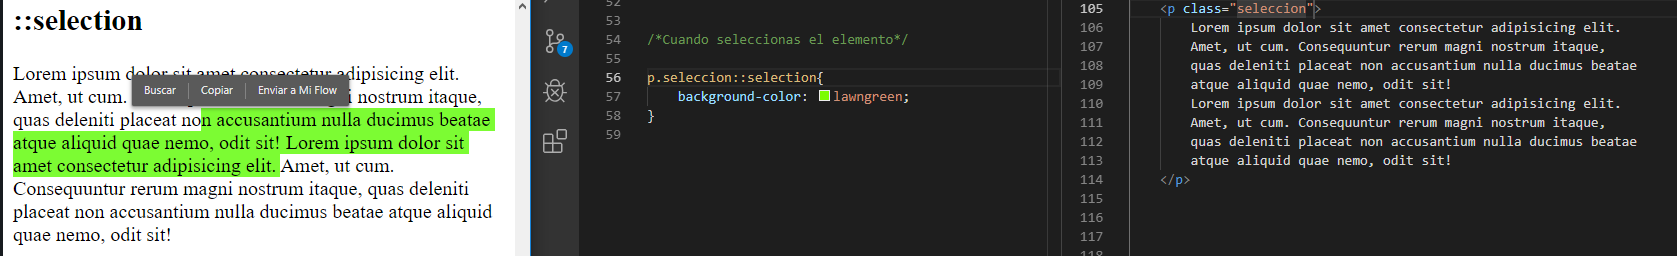 ::selection
Lorem ipsum dolor sit amet consectetur adipisicing elit.
Amet, ut cum. nostrum itaque,
quas deleniti placeat non accusantium nulla ducimus beatae
atque aliquid quae nemo, odit sit! Lorem ipsum dolor sit
amet consectetur adipisicing elit. Amet, ut cum.
Consequuntur rerum magni nostrum itaque, quas deleniti
placeat non accusantium nulla ducimus beatae atque aliquid
quae nemo, odit sit!
Buscar Copiar Enviar a Mi Flow
7
52
53
54 /*Cuando seleccionas el elemento*/
55
56 p.seleccion::selection{
57 background-color: lawngreen;
58 }
59
105 <p class="seleccion">
106 Lorem ipsum dolor sit amet consectetur adipisicing elit.
107 Amet, ut cum. Consequuntur rerum magni nostrum itaque,
108 quas deleniti placeat non accusantium nulla ducimus beatae
109 atque aliquid quae nemo, odit sit!
110 Lorem ipsum dolor sit amet consectetur adipisicing elit.
111 Amet, ut cum. Consequuntur rerum magni nostrum itaque,
112 quas deleniti placeat non accusantium nulla ducimus beatae
113 atque aliquid quae nemo, odit sit!
114 </p>
115
116
117
118